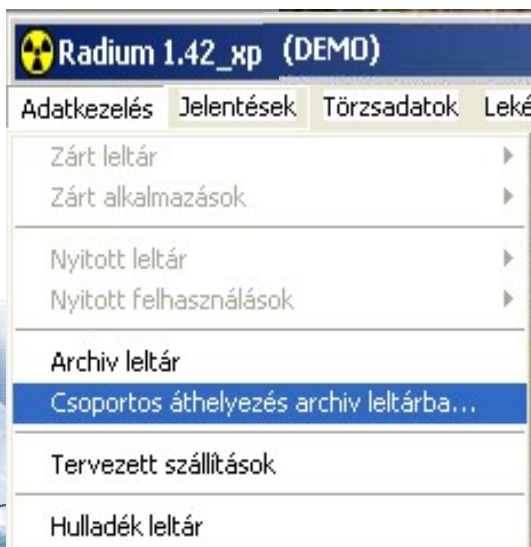 Radium 1.42_xp (DEMO)
Adatkezelés Jelentések Törzsadatok Leké
Zárt leltár
Zárt alkalmazások
Nyitott leltár
Nyitott felhasználások
Archiv leltár
Csoportos áthelyezés archiv leltárba...
Tervezett szállítások
Hulladék leltár